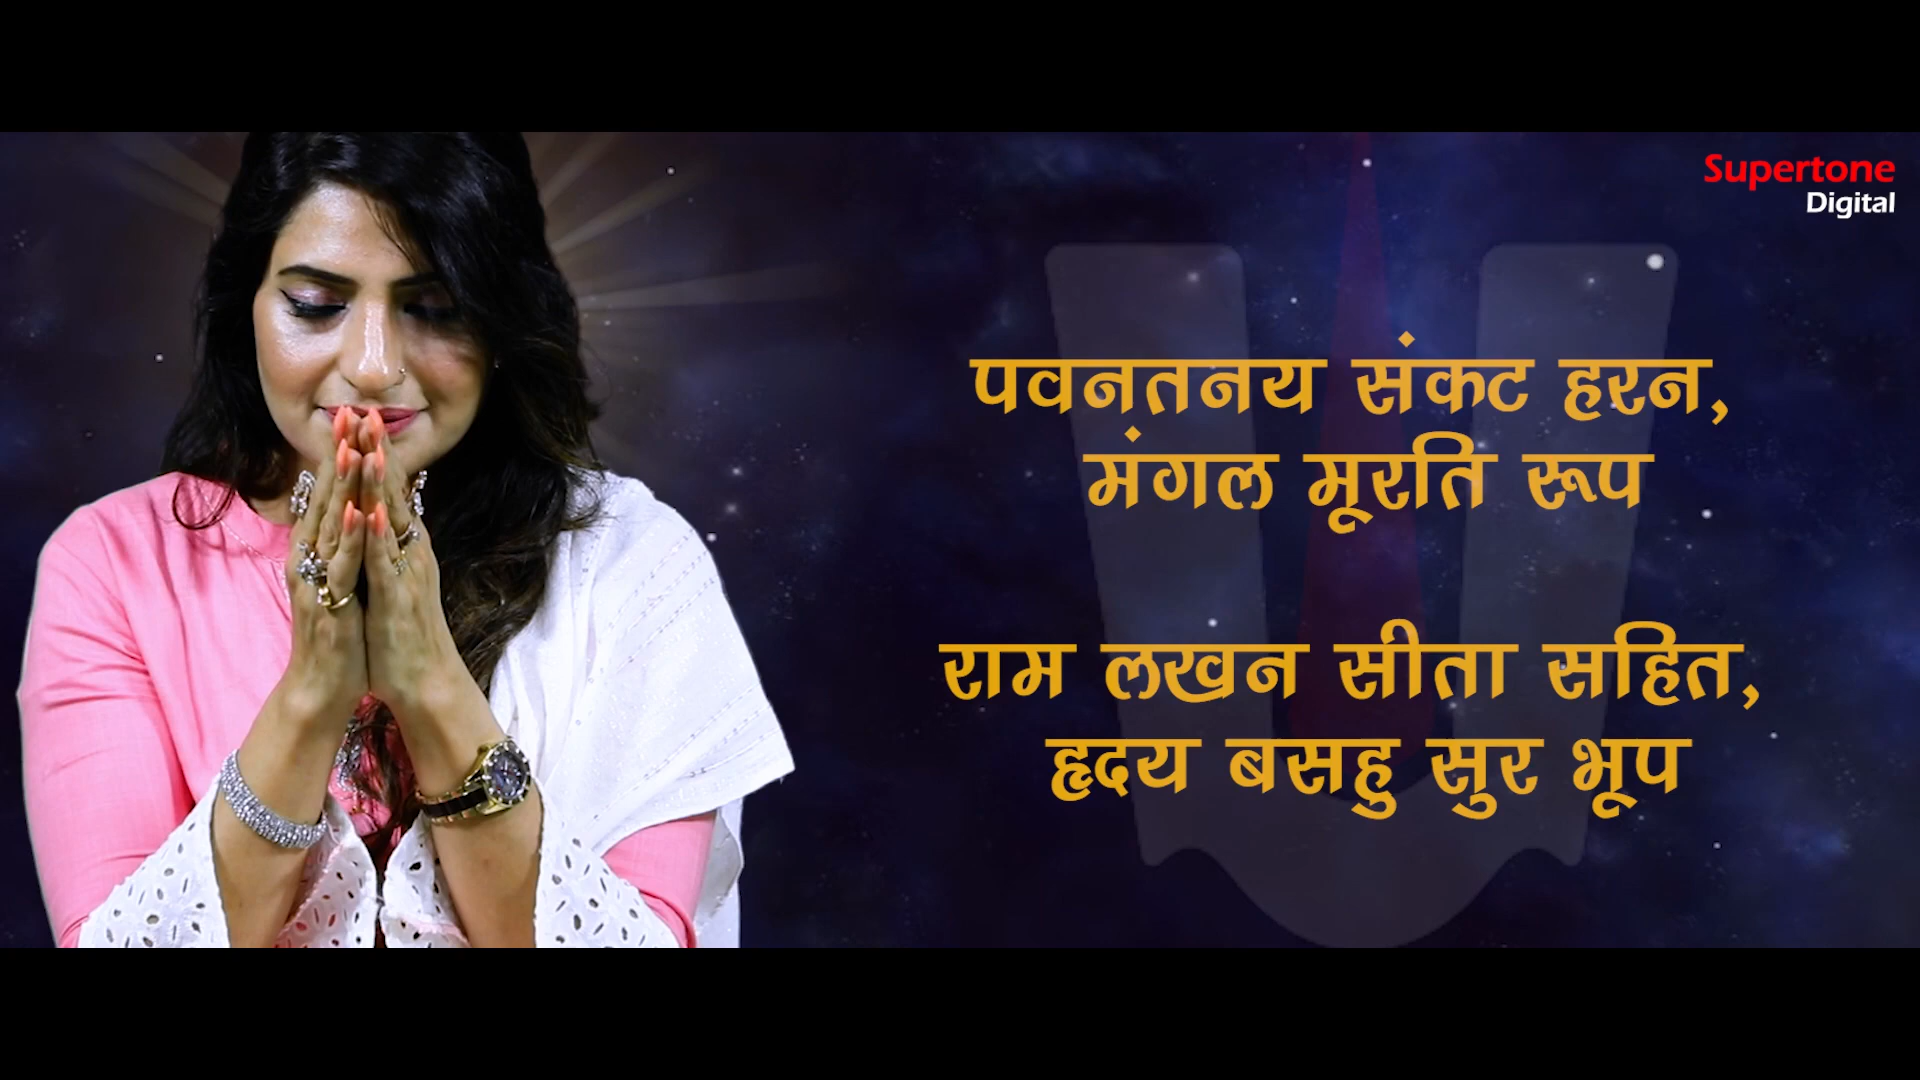 Supertone
Digital
पवनतनय संकट हरन,
मंगल मूरति रूप
राम लखन सीता सहित,
हृदय बसहु सुर भूप